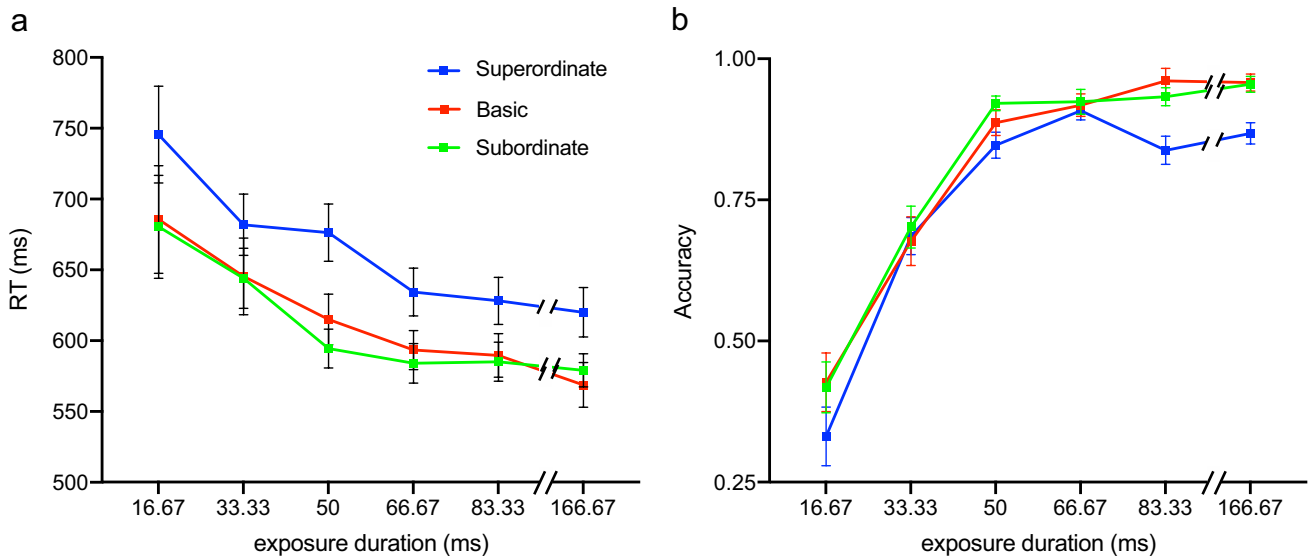 a
800
750
700
650
600
550
500
RT (ms)
Superordinate
Basic
Subordinate
16.67 33.33 50 66.67 83.33 166.67
exposure duration (ms)
b
1.00
0.75
0.50
0.25
Accuracy
16.67 33.33 50 66.67 83.33 166.67
exposure duration (ms)